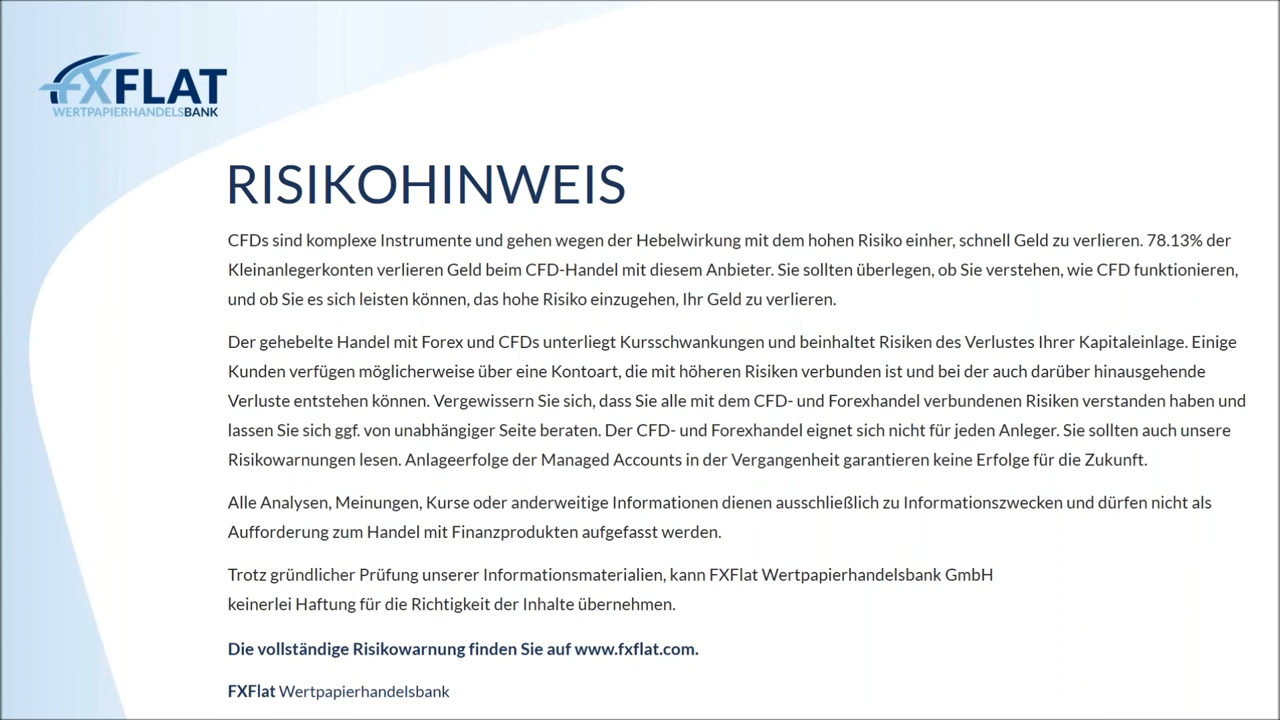 FXFLAT
WERTPAPIERHANDELSBANK
RISIKOHINWEIS
CFDs sind komplexe Instrumente und gehen wegen der Hebelwirkung mit dem hohen Risiko einher, schnell Geld zu verlieren. 78.13% der
Kleinanlegerkonten verlieren Geld beim CFD-Handel mit diesem Anbieter. Sie sollten überlegen, ob Sie verstehen, wie CFD funktionieren,
und ob Sie es sich leisten können, das hohe Risiko einzugehen, Ihr Geld zu verlieren.
Der gehebelte Handel mit Forex und CFDs unterliegt Kursschwankungen und beinhaltet Risiken des Verlustes Ihrer Kapitaleinlage. Einige
Kunden verfügen möglicherweise über eine Kontoart, die mit höheren Risiken verbunden ist und bei der auch darüber hinausgehende
Verluste entstehen können. Vergewissern Sie sich, dass Sie alle mit dem CFD- und Forexhandel verbundenen Risiken verstanden haben und
lassen Sie sich ggf. von unabhängiger Seite beraten. Der CFD- und Forexhandel eignet sich nicht für jeden Anleger. Sie sollten auch unsere
Risikowarnungen lesen. Anlageerfolge der Managed Accounts in der Vergangenheit garantieren keine Erfolge für die Zukunft.
Alle Analysen, Meinungen, Kurse oder anderweitige Informationen dienen ausschließlich zu Informationszwecken und dürfen nicht als
Aufforderung zum Handel mit Finanzprodukten aufgefasst werden.
Trotz gründlicher Prüfung unserer Informationsmaterialien, kann FXFlat Wertpapierhandelsbank GmbH
keinerlei Haftung für die Richtigkeit der Inhalte übernehmen.
Die vollständige Risikowarnung finden Sie auf www.fxflat.com.
FXFlat Wertpapierhandelsbank